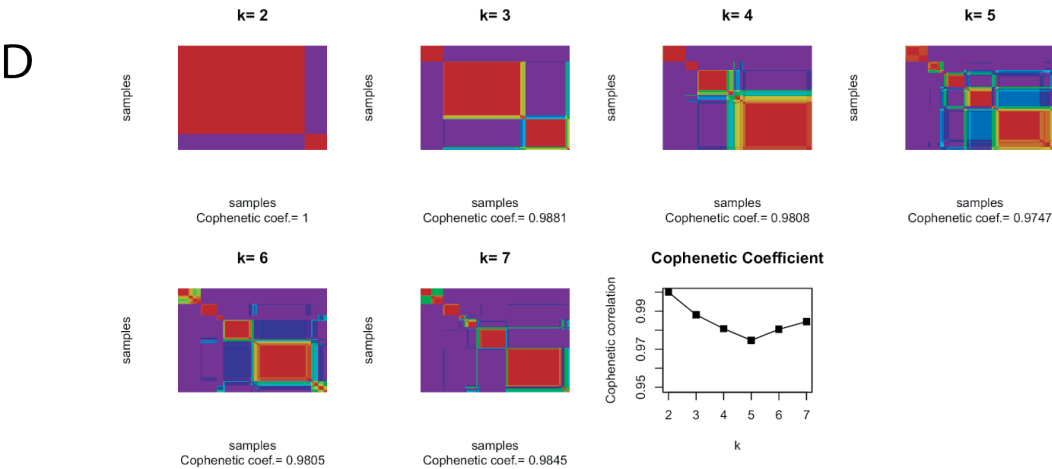 D
k= 2
k= 3
k= 4
k= 5
samples
samples
samples
samples
samples
Cophenetic coef.= 1
samples
Cophenetic coef.= 0.9881
samples
Cophenetic coef.= 0.9808
samples
Cophenetic coef.= 0.9747
k= 6
k= 7
Cophenetic Coefficient
samples
samples
Cophenetic correlation
0.99
0.97
0.95
2 3 4 5 6 7
k
samples
Cophenetic coef.= 0.9805
samples
Cophenetic coef.= 0.9845